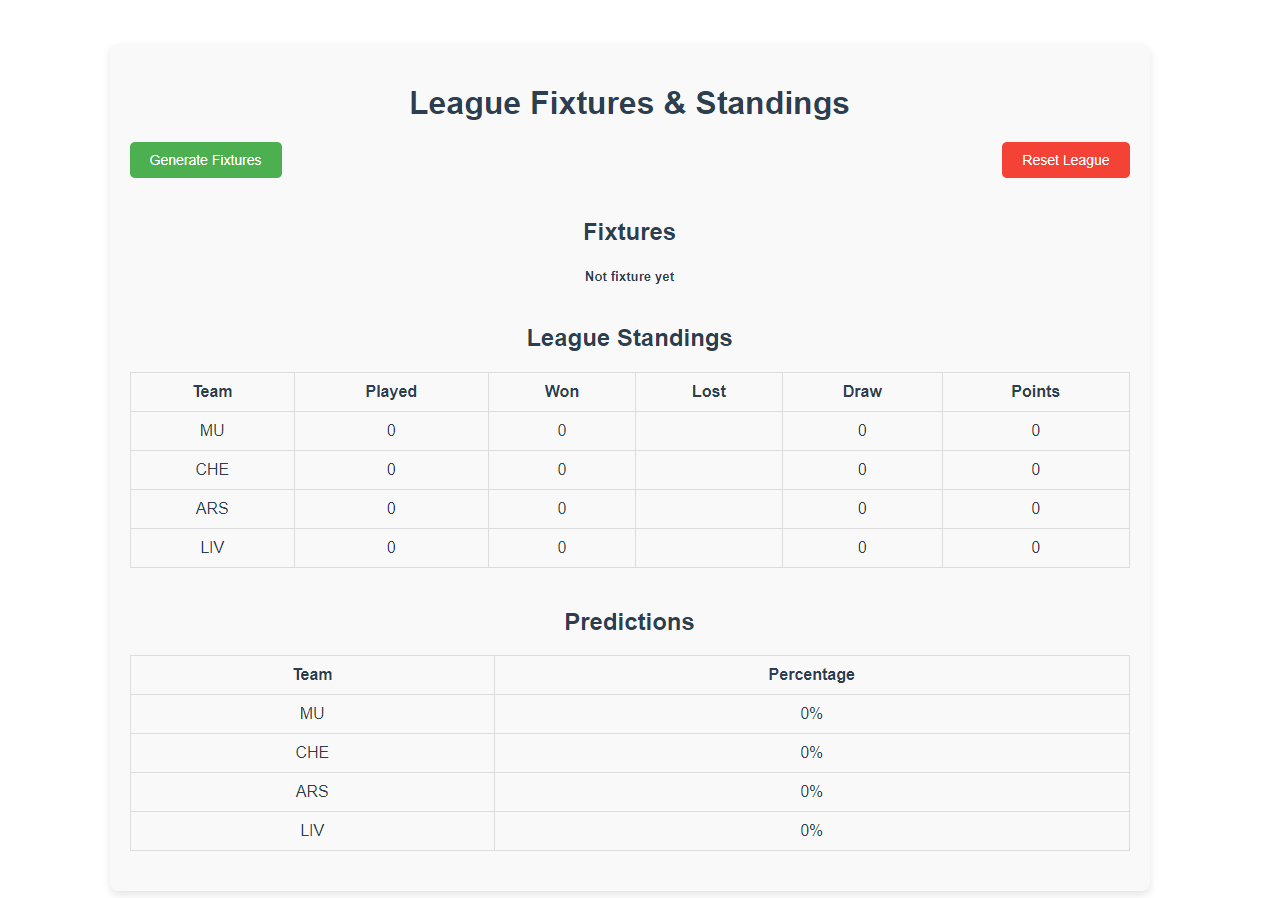 League Fixtures & Standings
Generate Fixtures
Reset League
Fixtures
Not fixture yet
League Standings
Team Played Won Lost Draw Points
MU 0 0 0 0
CHE 0 0 0 0
ARS 0 0 0 0
LIV 0 0 0 0
Predictions
Team Percentage
MU 0%
CHE 0%
ARS 0%
LIV 0%